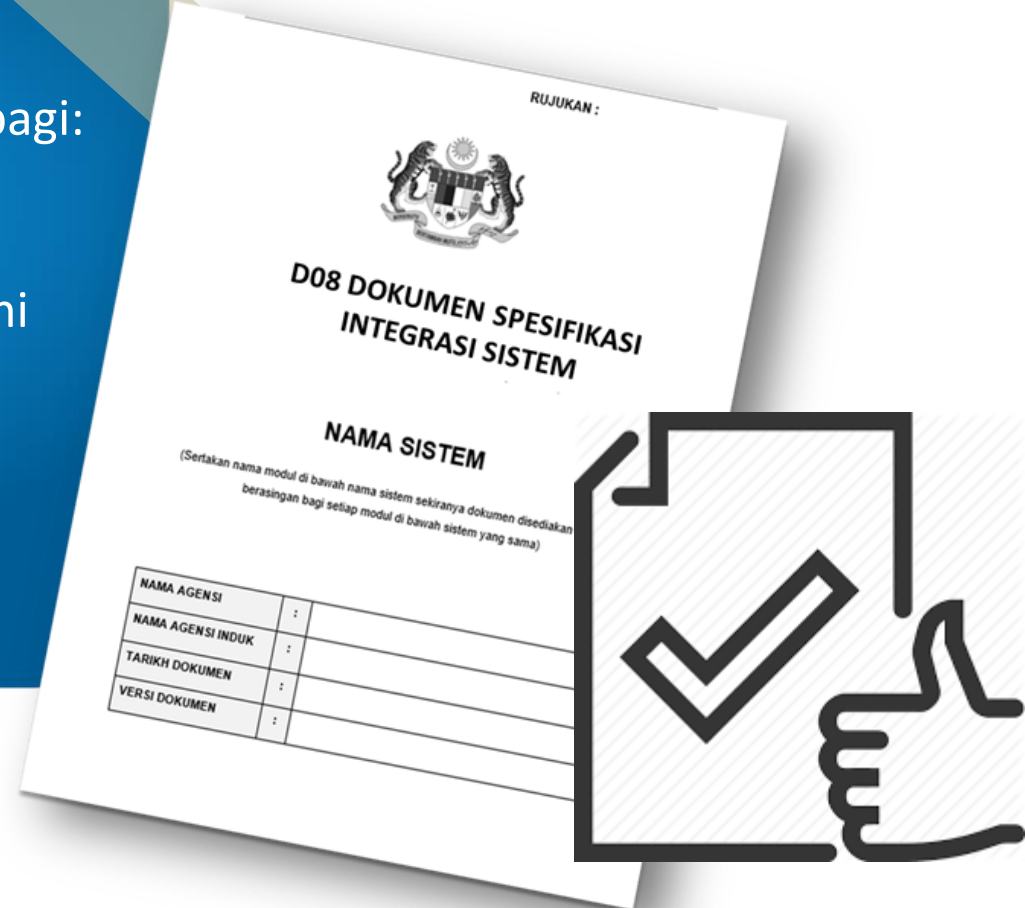 bagi:
RUJUKAN :
D08 DOKUMEN SPESIFIKASI
INTEGRASI SISTEM
NAMA SISTEM
(Sertakan nama modul di bawah nama sistem sekiranya dokumen disediakan
berasingan bagi setiap modul di bawah sistem yang sama)
NAMA AGENSI :
NAMA AGENSI INDUK :
TARIKH DOKUMEN :
VERSI DOKUMEN :